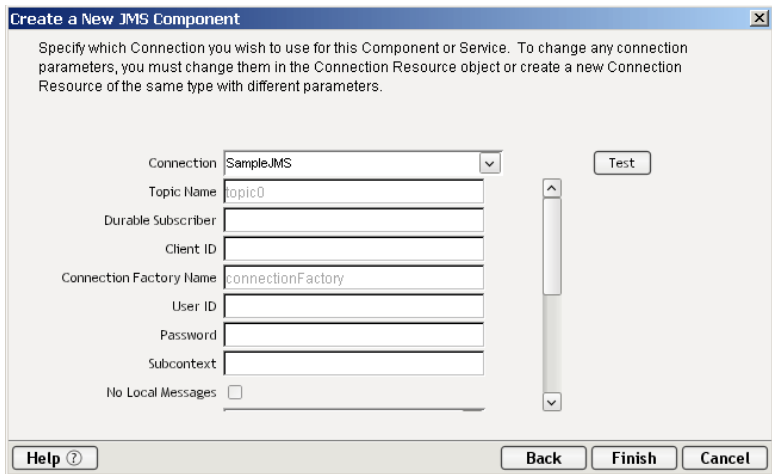 Create a New JMS Component
Specify which Connection you wish to use for this Component or Service. To change any connection
parameters, you must change them in the Connection Resource object or create a new Connection
Resource of the same type with different parameters.
Connection SampleJMS Test
Topic Name topic0
Durable Subscriber
Client ID
Connection Factory Name connectionFactory
User ID
Password
Subcontext
No Local Messages
Help ? Back Finish Cancel